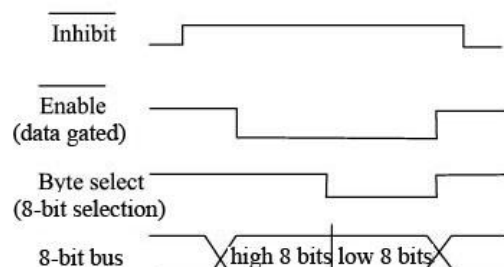 Inhibit
Enable
(data gated)
Byte select
(8-bit selection)
8-bit bus
high 8 bits low 8 bits